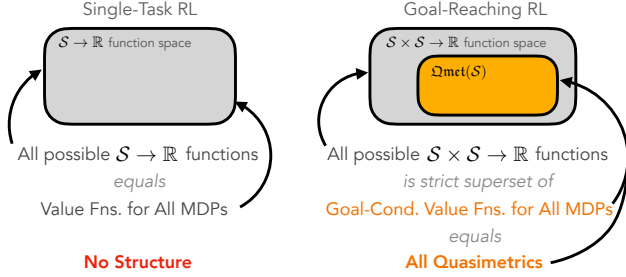 Single-Task RL
𝒮 → ℝ function space
All possible 𝒮 → ℝ functions
equals
Value Fns. for All MDPs
No Structure
Goal-Reaching RL
𝒮 × 𝒮 → ℝ function space
𝔔𝔪𝔢𝔱(𝒮)
All possible 𝒮 × 𝒮 → ℝ functions
is strict superset of
Goal-Cond. Value Fns. for All MDPs
equals
All Quasimetrics